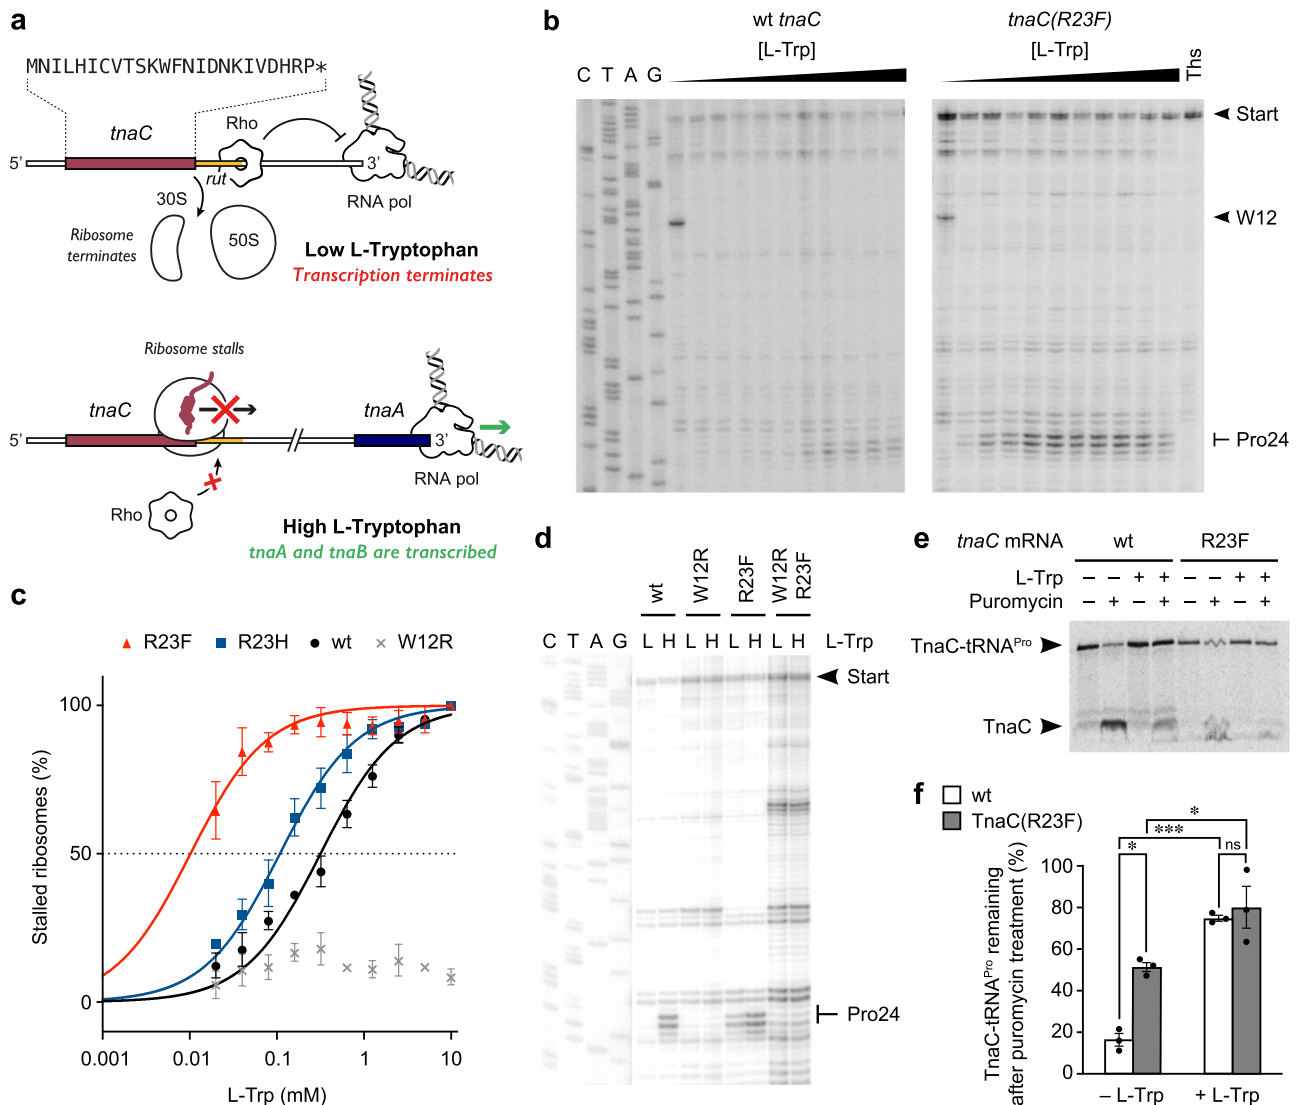 a
MNILHICVTSKWFNIDNKIVDHRP*
tnaC
Rho
5’
3’
rut
RNA pol
30S
50S
Ribosome
terminates
Low L-Tryptophan
Transcription terminates
Ribosome stalls
tnaC
tnaA
5’
3’
RNA pol
Rho
High L-Tryptophan
tnaA and tnaB are transcribed
b
wt tnaC
tnaC(R23F)
[L-Trp]
[L-Trp]
C T A G
Ths
Start
W12
Pro24
c
R23F
R23H
wt
W12R
Stalled ribosomes (%)
100
50
0
0.001
0.01
0.1
1
10
L-Trp (mM)
d
wt
W12R
R23F
W12R
R23F
C T A G L H L H L H L H L-Trp
Start
Pro24
e
tnaC mRNA
wt
R23F
L-Trp – – + + – – + +
Puromycin – + – + – + – +
TnaC-tRNAPro
TnaC
f
wt
TnaC(R23F)
TnaC-tRNAPro remaining
after puromycin treatment (%)
100
80
60
40
20
0
*
***
*
ns
– L-Trp
+ L-Trp